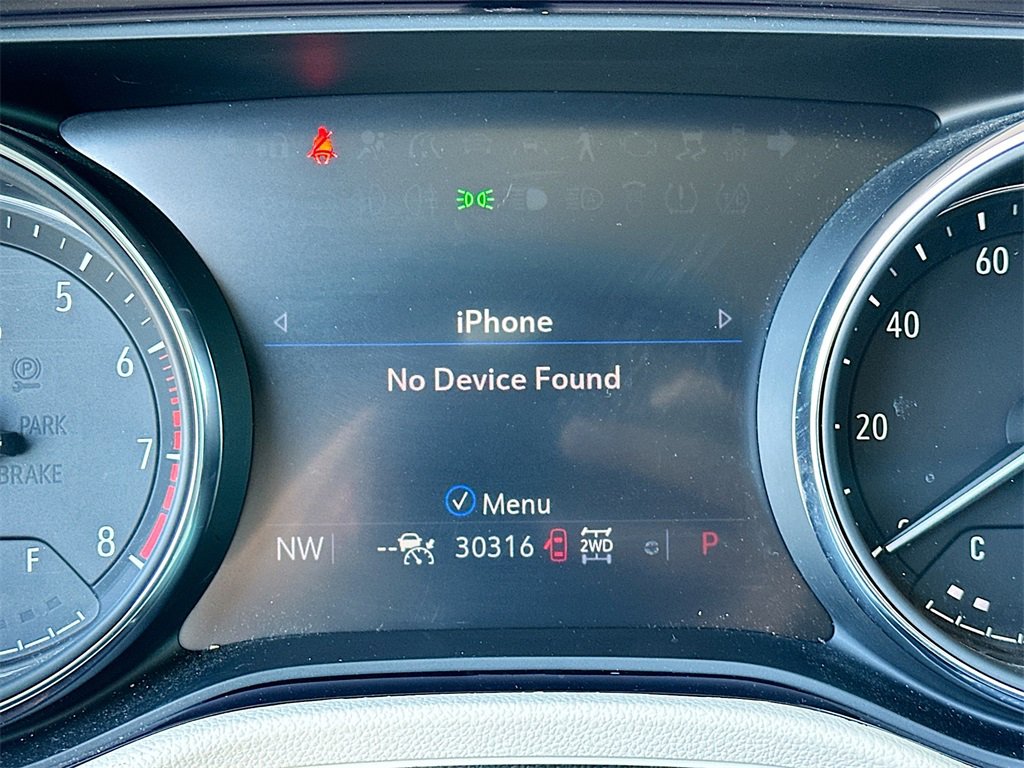 iPhone
No Device Found
Menu
NW
--
30316
2WD
P
5
6
7
8
P
PARK
BRAKE
F
60
40
20
C